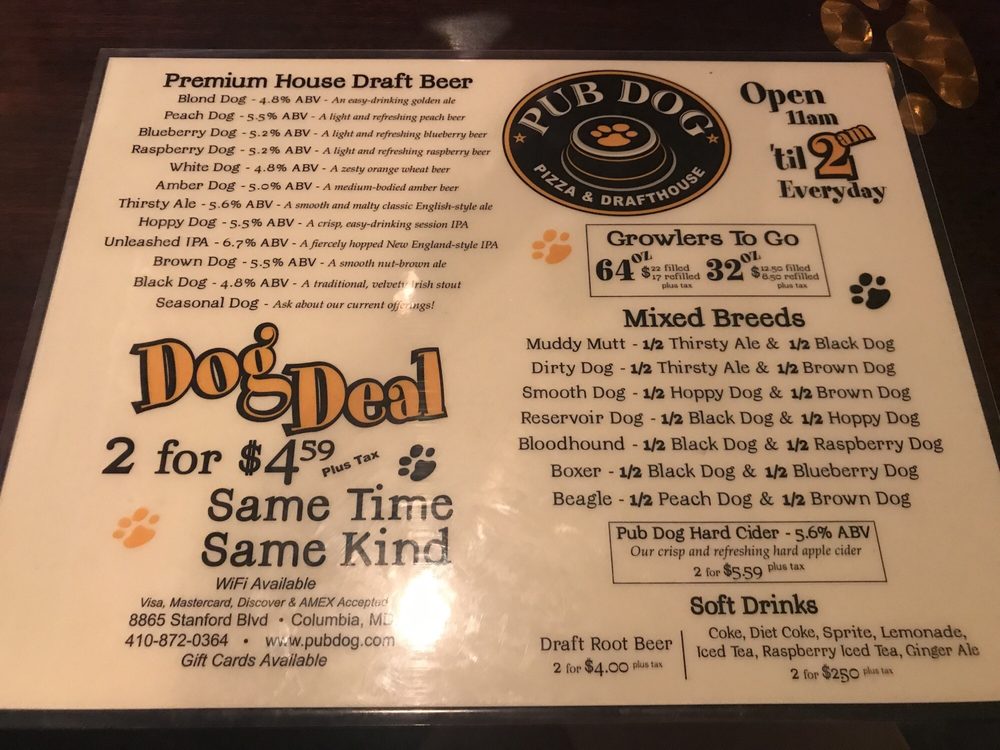 Premium House Draft Beer
Blond Dog - 4.8% ABV - An easy-drinking golden ale
Peach Dog - 5.5% ABV - A light and refreshing peach beer
Blueberry Dog - 5.2% ABV - A light and refreshing blueberry beer
Raspberry Dog - 5.2% ABV - A light and refreshing raspberry beer
White Dog - 4.8% ABV - A zesty orange wheat beer
Amber Dog - 5.0% ABV - A medium-bodied amber beer
Thirsty Ale - 5.6% ABV - A smooth and malty classic English-style ale
Hoppy Dog - 5.5% ABV - A crisp, easy-drinking session IPA
Unleashed IPA - 6.7% ABV - A fiercely hopped New England-style IPA
Brown Dog - 5.5% ABV - A smooth nut-brown ale
Black Dog - 4.8% ABV - A traditional, velvety Irish stout
Seasonal Dog - Ask about our current offerings!
Dog Deal
2 for $4.59 Plus Tax
Same Time
Same Kind
WiFi Available
Visa, Mastercard, Discover & AMEX Accepted
8865 Stanford Blvd • Columbia, MD
410-872-0364 • www.pubdog.com
Gift Cards Available
PUB DOG
PIZZA & DRAFTHOUSE
Open
11am
'til 2am
Everyday
Growlers To Go
64 OZ $22 filled 32 OZ $12.50 filled
$17 refilled $8.50 refilled
plus tax plus tax
Mixed Breeds
Muddy Mutt - 1/2 Thirsty Ale & 1/2 Black Dog
Dirty Dog - 1/2 Thirsty Ale & 1/2 Brown Dog
Smooth Dog - 1/2 Hoppy Dog & 1/2 Brown Dog
Reservoir Dog - 1/2 Black Dog & 1/2 Hoppy Dog
Bloodhound - 1/2 Black Dog & 1/2 Raspberry Dog
Boxer - 1/2 Black Dog & 1/2 Blueberry Dog
Beagle - 1/2 Peach Dog & 1/2 Brown Dog
Pub Dog Hard Cider - 5.6% ABV
Our crisp and refreshing hard apple cider
2 for $5.59 plus tax
Soft Drinks
Draft Root Beer
2 for $4.00 plus tax
Coke, Diet Coke, Sprite, Lemonade,
Iced Tea, Raspberry Iced Tea, Ginger Ale
2 for $2.50 plus tax